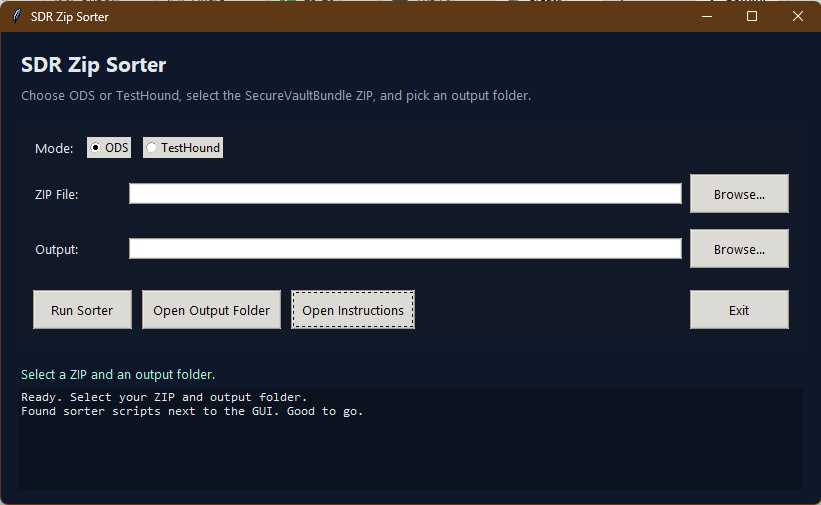 SDR Zip Sorter
SDR Zip Sorter
Choose ODS or TestHound, select the SecureVaultBundle ZIP, and pick an output folder.
Mode: ODS TestHound
ZIP File: Browse...
Output: Browse...
Run Sorter Open Output Folder Open Instructions Exit
Select a ZIP and an output folder.
Ready. Select your ZIP and output folder.
Found sorter scripts next to the GUI. Good to go.